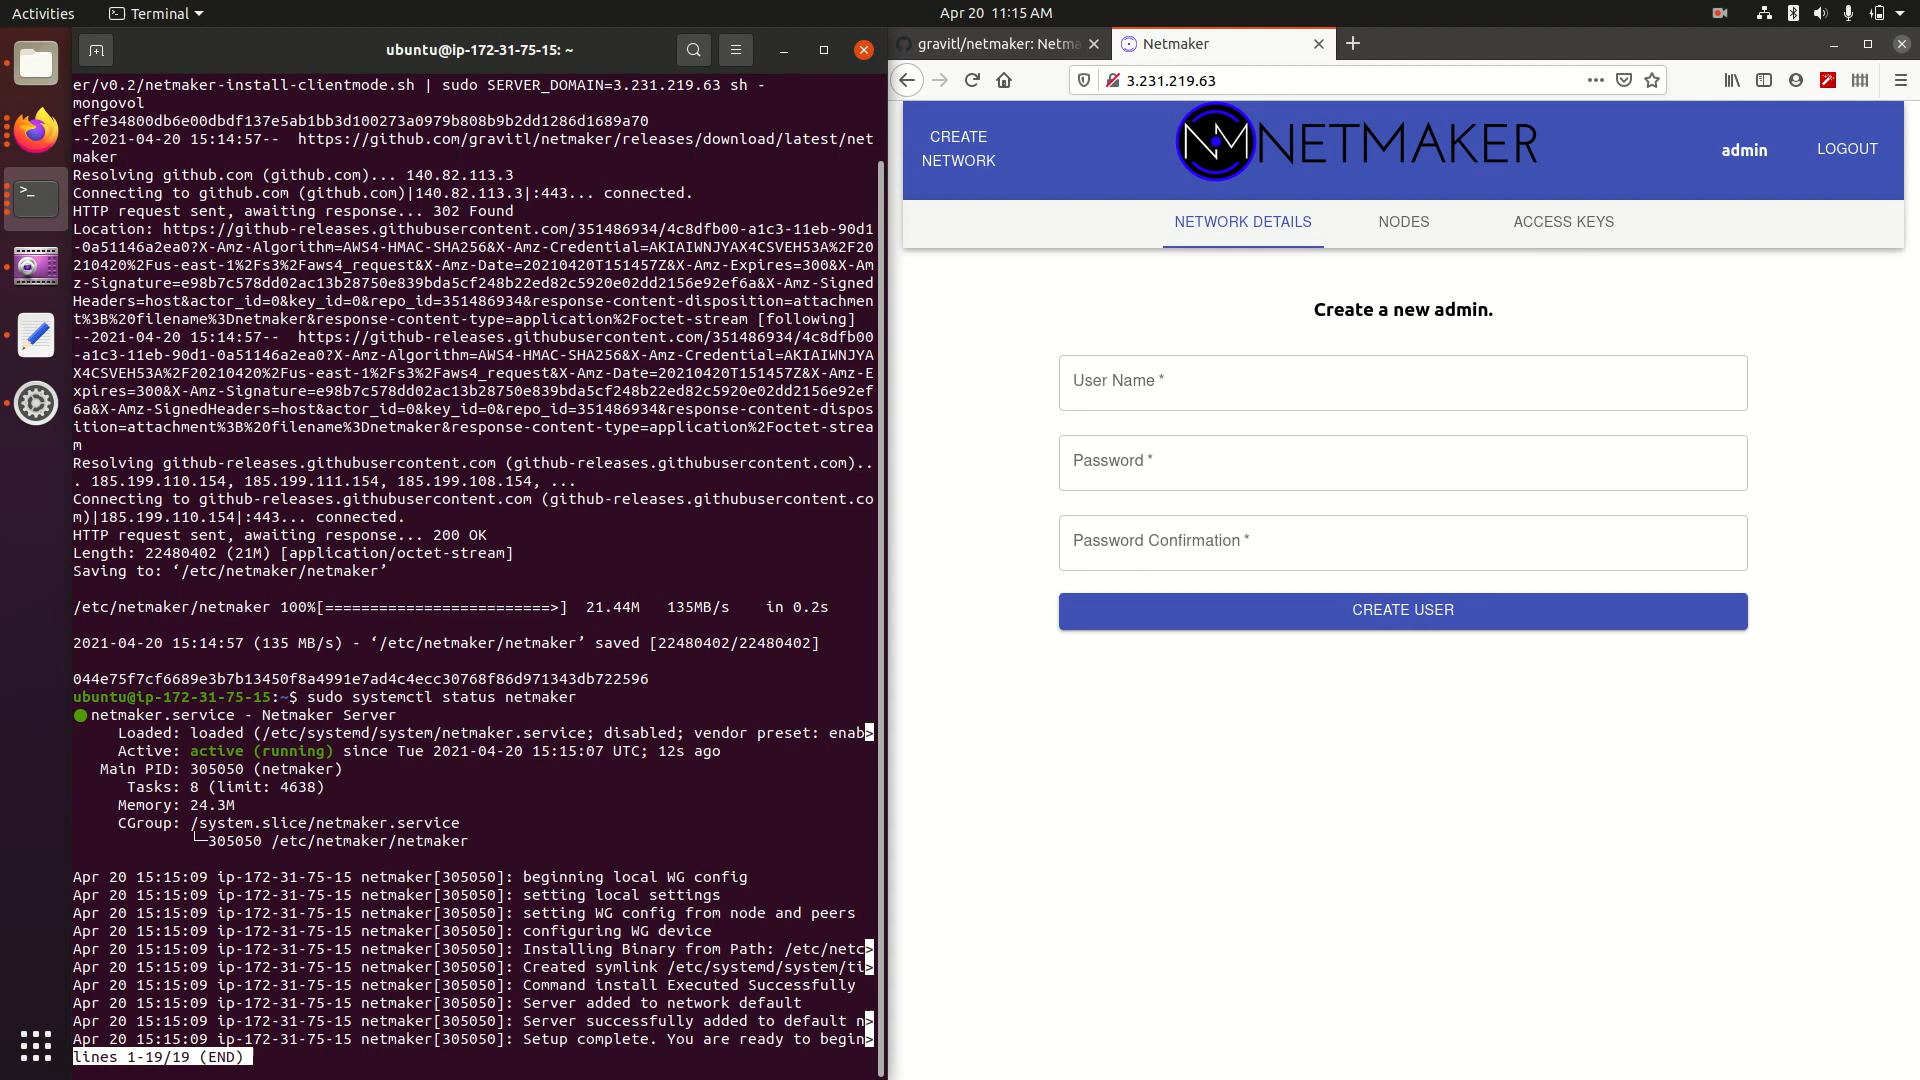 Activities
Terminal
Apr 20 11:15 AM
ubuntu@ip-172-31-75-15: ~
er/v0.2/netmaker-install-clientmode.sh | sudo SERVER_DOMAIN=3.231.219.63 sh -
mongovol
effe34800db6e00dbdf137e5ab1bb3d100273a0979b808b9b2dd1286d1689a70
--2021-04-20 15:14:57--  https://github.com/gravitl/netmaker/releases/download/latest/net
maker
Resolving github.com (github.com)... 140.82.113.3
Connecting to github.com (github.com)|140.82.113.3|:443... connected.
HTTP request sent, awaiting response... 302 Found
Location: https://github-releases.githubusercontent.com/351486934/4c8dfb00-a1c3-11eb-90d1
-0a51146a2ea0?X-Amz-Algorithm=AWS4-HMAC-SHA256&X-Amz-Credential=AKIAIWNJYAX4CSVEH53A%2F20
210420%2Fus-east-1%2Fs3%2Faws4_request&X-Amz-Date=20210420T151457Z&X-Amz-Expires=300&X-Am
z-Signature=e98b7c578dd02ac13b28750e839bda5cf248b22ed82c5920e02dd2156e92ef6a&X-Amz-Signed
Headers=host&actor_id=0&key_id=0&repo_id=351486934&response-content-disposition=attachmen
t%3B%20filename%3Dnetmaker&response-content-type=application%2Foctet-stream [following]
--2021-04-20 15:14:57--  https://github-releases.githubusercontent.com/351486934/4c8dfb00
-a1c3-11eb-90d1-0a51146a2ea0?X-Amz-Algorithm=AWS4-HMAC-SHA256&X-Amz-Credential=AKIAIWNJYA
X4CSVEH53A%2F20210420%2Fus-east-1%2Fs3%2Faws4_request&X-Amz-Date=20210420T151457Z&X-Amz-E
xpires=300&X-Amz-Signature=e98b7c578dd02ac13b28750e839bda5cf248b22ed82c5920e02dd2156e92ef
6a&X-Amz-SignedHeaders=host&actor_id=0&key_id=0&repo_id=351486934&response-content-dispos
ition=attachment%3B%20filename%3Dnetmaker&response-content-type=application%2Foctet-strea
m
Resolving github-releases.githubusercontent.com (github-releases.githubusercontent.com)..
. 185.199.110.154, 185.199.111.154, 185.199.108.154, ...
Connecting to github-releases.githubusercontent.com (github-releases.githubusercontent.co
m)|185.199.110.154|:443... connected.
HTTP request sent, awaiting response... 200 OK
Length: 22480402 (21M) [application/octet-stream]
Saving to: ‘/etc/netmaker/netmaker’
/etc/netmaker/netmaker 100%[=========================>]  21.44M   135MB/s    in 0.2s
2021-04-20 15:14:57 (135 MB/s) - ‘/etc/netmaker/netmaker’ saved [22480402/22480402]
044e75f7cf6689e3b7b13450f8a4991e7ad4c4ecc30768f86d971343db722596
ubuntu@ip-172-31-75-15:~$ sudo systemctl status netmaker
● netmaker.service - Netmaker Server
Loaded: loaded (/etc/systemd/system/netmaker.service; disabled; vendor preset: enab>
Active: active (running) since Tue 2021-04-20 15:15:07 UTC; 12s ago
Main PID: 305050 (netmaker)
Tasks: 8 (limit: 4638)
Memory: 24.3M
CGroup: /system.slice/netmaker.service
└─305050 /etc/netmaker/netmaker
Apr 20 15:15:09 ip-172-31-75-15 netmaker[305050]: beginning local WG config
Apr 20 15:15:09 ip-172-31-75-15 netmaker[305050]: setting local settings
Apr 20 15:15:09 ip-172-31-75-15 netmaker[305050]: setting WG config from node and peers
Apr 20 15:15:09 ip-172-31-75-15 netmaker[305050]: configuring WG device
Apr 20 15:15:09 ip-172-31-75-15 netmaker[305050]: Installing Binary from Path: /etc/netc>
Apr 20 15:15:09 ip-172-31-75-15 netmaker[305050]: Created symlink /etc/systemd/system/ti>
Apr 20 15:15:09 ip-172-31-75-15 netmaker[305050]: Command install Executed Successfully
Apr 20 15:15:09 ip-172-31-75-15 netmaker[305050]: Server added to network default
Apr 20 15:15:09 ip-172-31-75-15 netmaker[305050]: Server successfully added to default n>
Apr 20 15:15:09 ip-172-31-75-15 netmaker[305050]: Setup complete. You are ready to begin>
lines 1-19/19 (END)
gravitl/netmaker: Netma
Netmaker
3.231.219.63
CREATE
NETWORK
NM NETMAKER
admin
LOGOUT
NETWORK DETAILS
NODES
ACCESS KEYS
Create a new admin.
User Name *
Password *
Password Confirmation *
CREATE USER